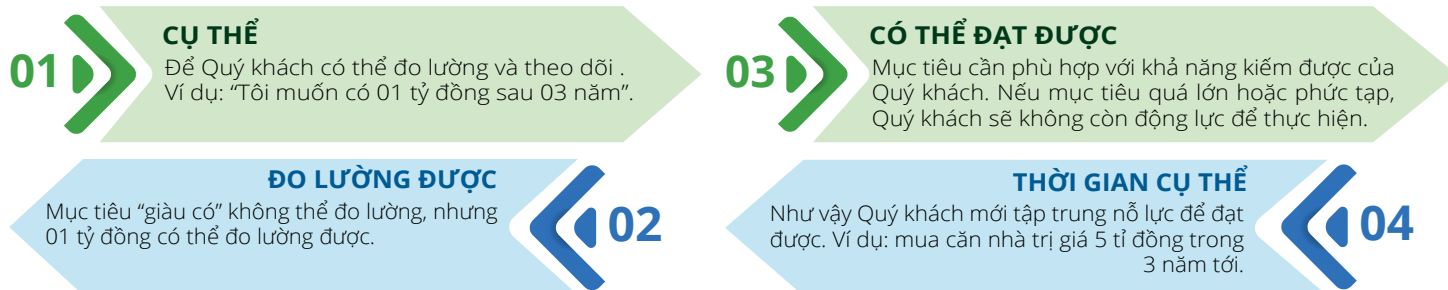 01
CỤ THỂ
Để Quý khách có thể đo lường và theo dõi .
Ví dụ: “Tôi muốn có 01 tỷ đồng sau 03 năm”.
ĐO LƯỜNG ĐƯỢC
Mục tiêu “giàu có” không thể đo lường, nhưng
01 tỷ đồng có thể đo lường được.
02
03
CÓ THỂ ĐẠT ĐƯỢC
Mục tiêu cần phù hợp với khả năng kiếm được của
Quý khách. Nếu mục tiêu quá lớn hoặc phức tạp,
Quý khách sẽ không còn động lực để thực hiện.
THỜI GIAN CỤ THỂ
Như vậy Quý khách mới tập trung nỗ lực để đạt
được. Ví dụ: mua căn nhà trị giá 5 tỉ đồng trong
3 năm tới.
04